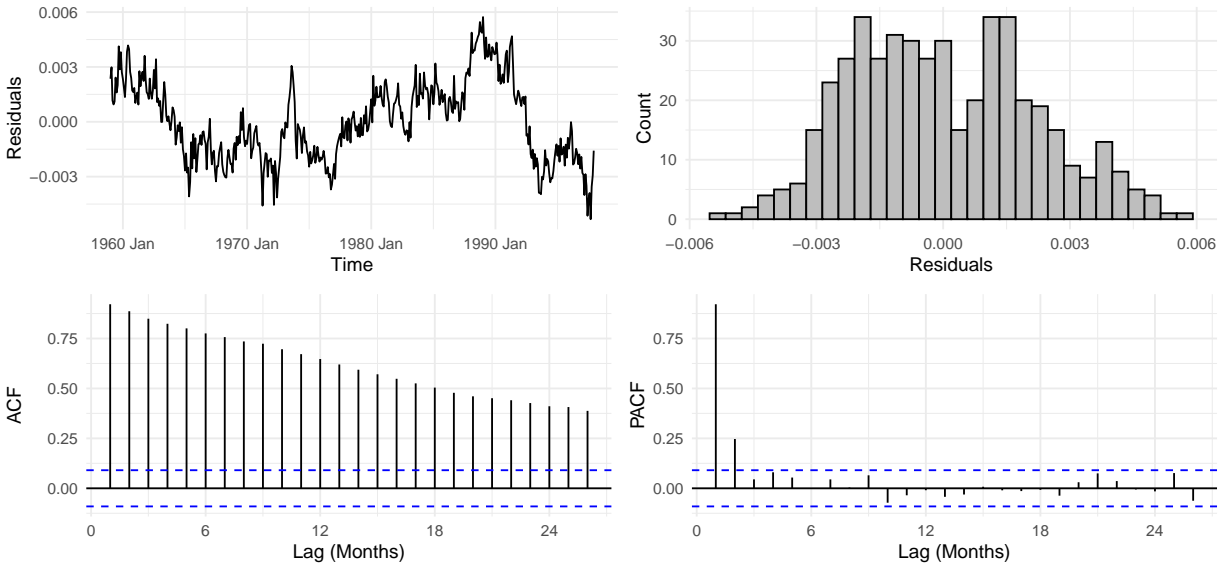 0.006
0.003
0.000
−0.003
Residuals
1960 Jan
1970 Jan
1980 Jan
1990 Jan
Time
30
20
10
0
Count
−0.006
−0.003
0.000
0.003
0.006
Residuals
0.75
0.50
0.25
0.00
ACF
0
6
12
18
24
Lag (Months)
0.75
0.50
0.25
0.00
PACF
0
6
12
18
24
Lag (Months)